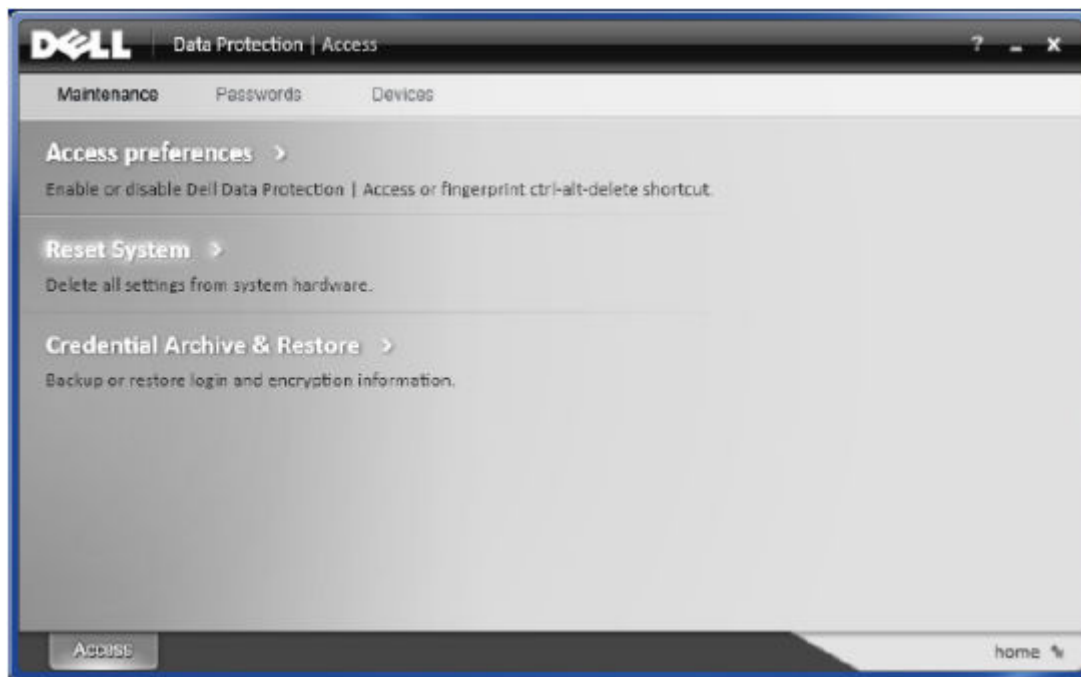 DELL Data Protection | Access ? - x
Maintenance Passwords Devices
Access preferences >
Enable or disable Dell Data Protection | Access or fingerprint ctrl-alt-delete shortcut.
Reset System >
Delete all settings from system hardware.
Credential Archive & Restore >
Backup or restore login and encryption information.
Access home